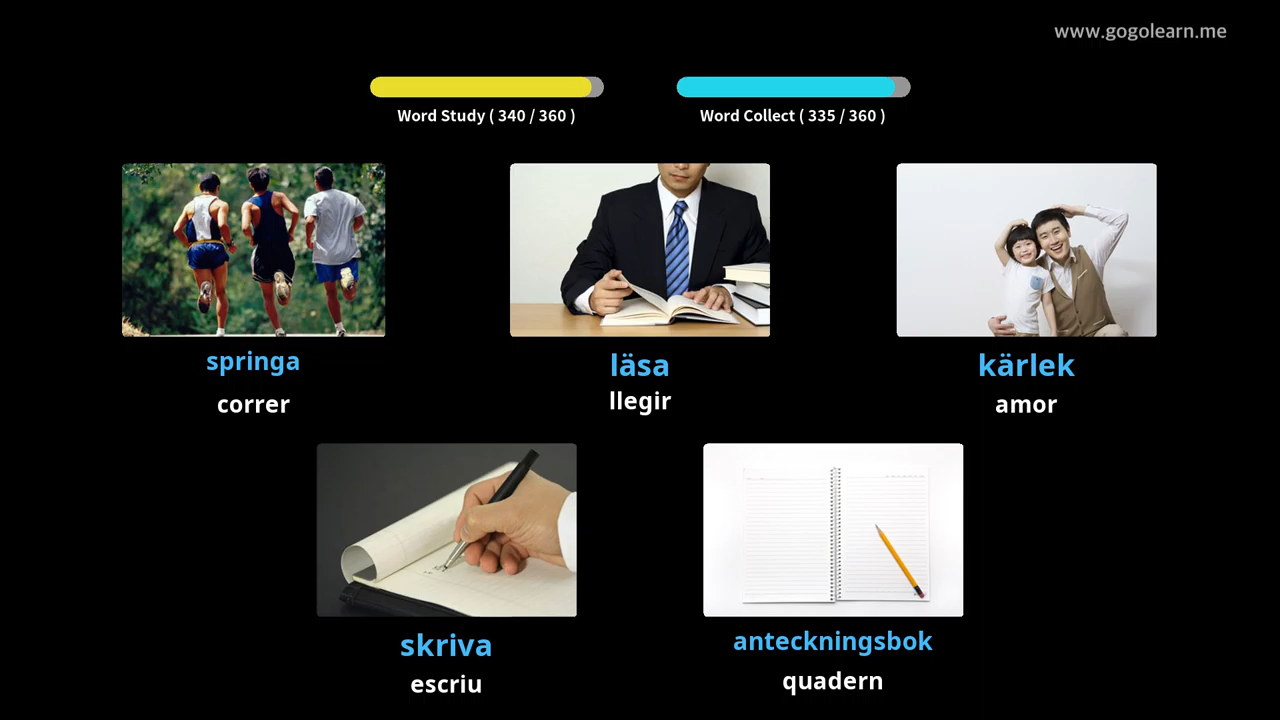 www.gogolearn.me
Word Study ( 340 / 360 )
Word Collect ( 335 / 360 )
springa
correr
läsa
llegir
kärlek
amor
skriva
escriu
anteckningsbok
quadern